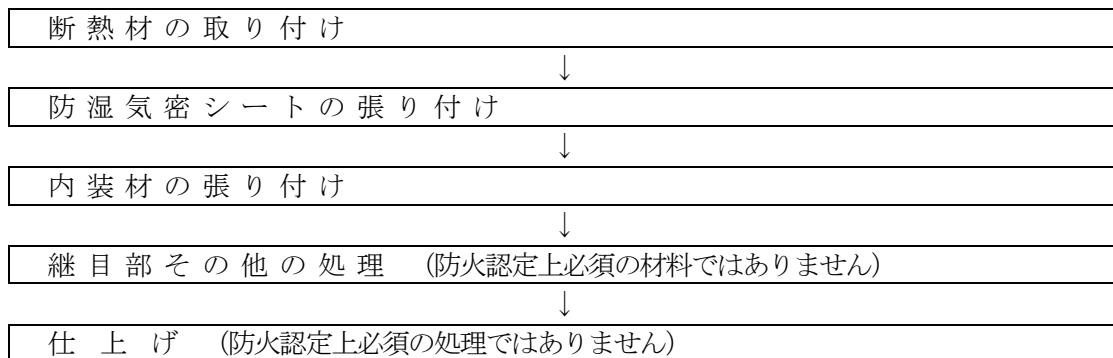 断 熱 材 の 取 り 付 け
↓
防 湿 気 密 シ ー ト の 張 り 付 け
↓
内 装 材 の 張 り 付 け
↓
継 目 部 そ の 他 の 処 理 (防火認定上必須の材料ではありません)
↓
仕 上 げ (防火認定上必須の処理ではありません)